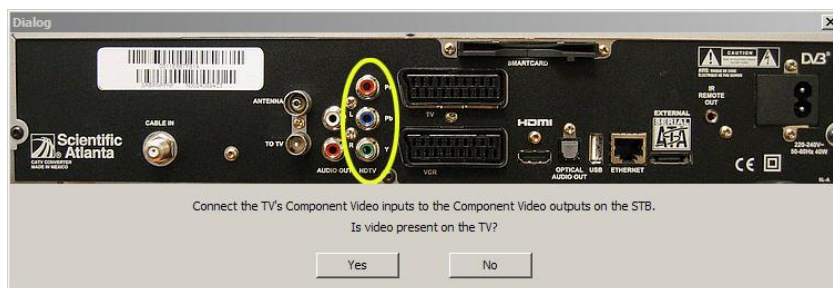 Dialog
SMARTCARD
CAUTION
DVB
ANTENNA
Pr
L
Pb
TV
IR
REMOTE
OUT
CABLE IN
HDMI
EXTERNAL
SERIAL
ATA
Scientific
Atlanta
CATV CONVERTER
MADE IN MEXICO
TO TV
R
Y
220-240V~
50-60Hz 40W
AUDIO OUT
HDTV
VCR
OPTICAL
AUDIO OUT
USB
ETHERNET
CE
Connect the TV's Component Video inputs to the Component Video outputs on the STB.
Is video present on the TV?
Yes
No